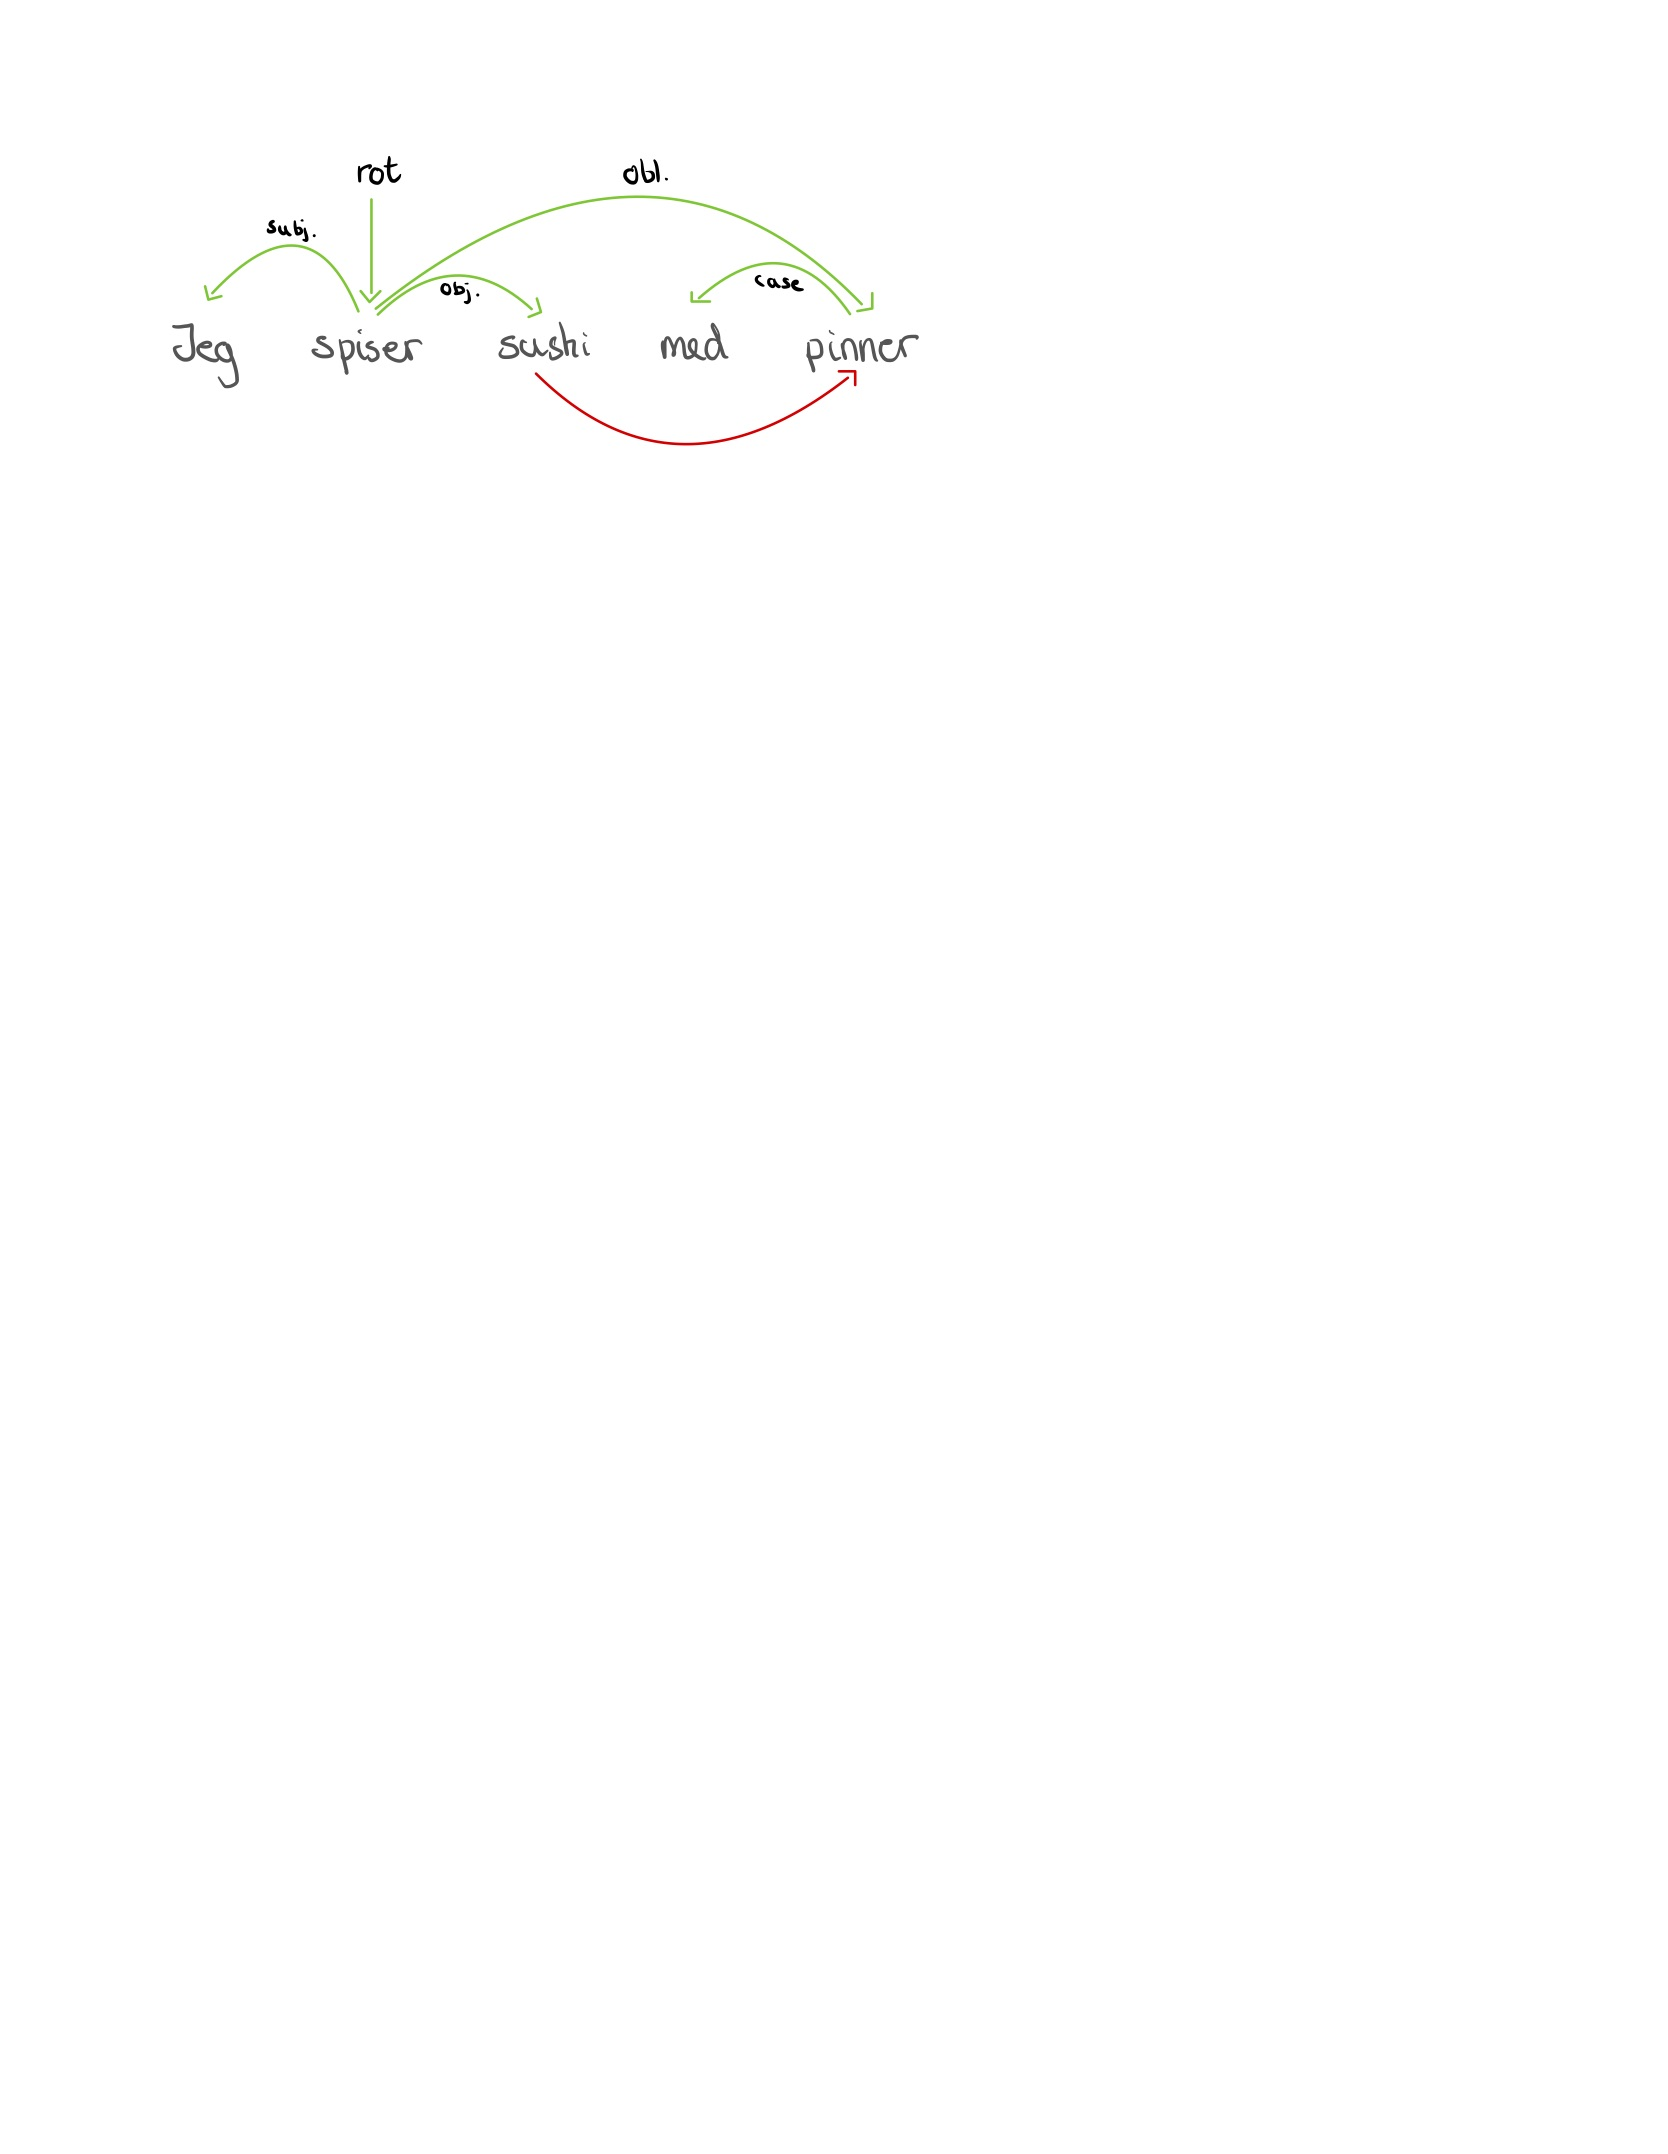 rot obl.
subj.
obj. case
Jeg spiser sushi med pinner